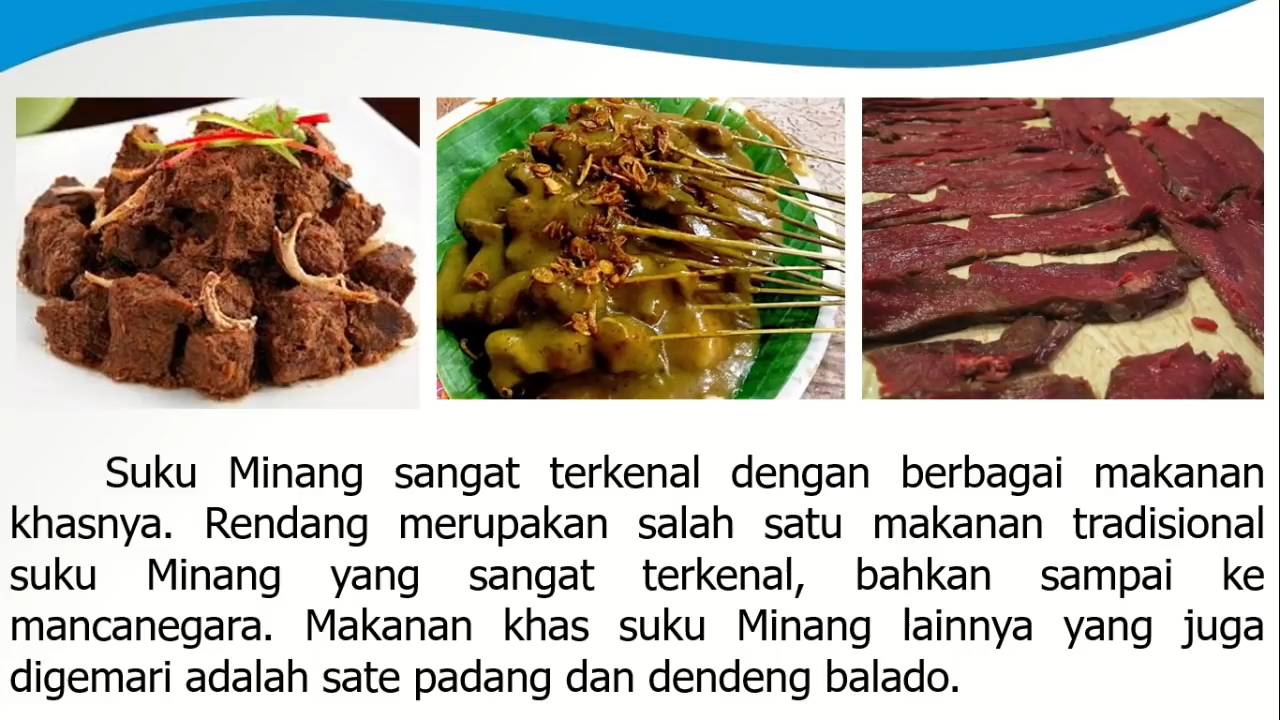 Suku Minang sangat terkenal dengan berbagai makanan
khasnya. Rendang merupakan salah satu makanan tradisional
suku Minang yang sangat terkenal, bahkan sampai ke
mancanegara. Makanan khas suku Minang lainnya yang juga
digemari adalah sate padang dan dendeng balado.